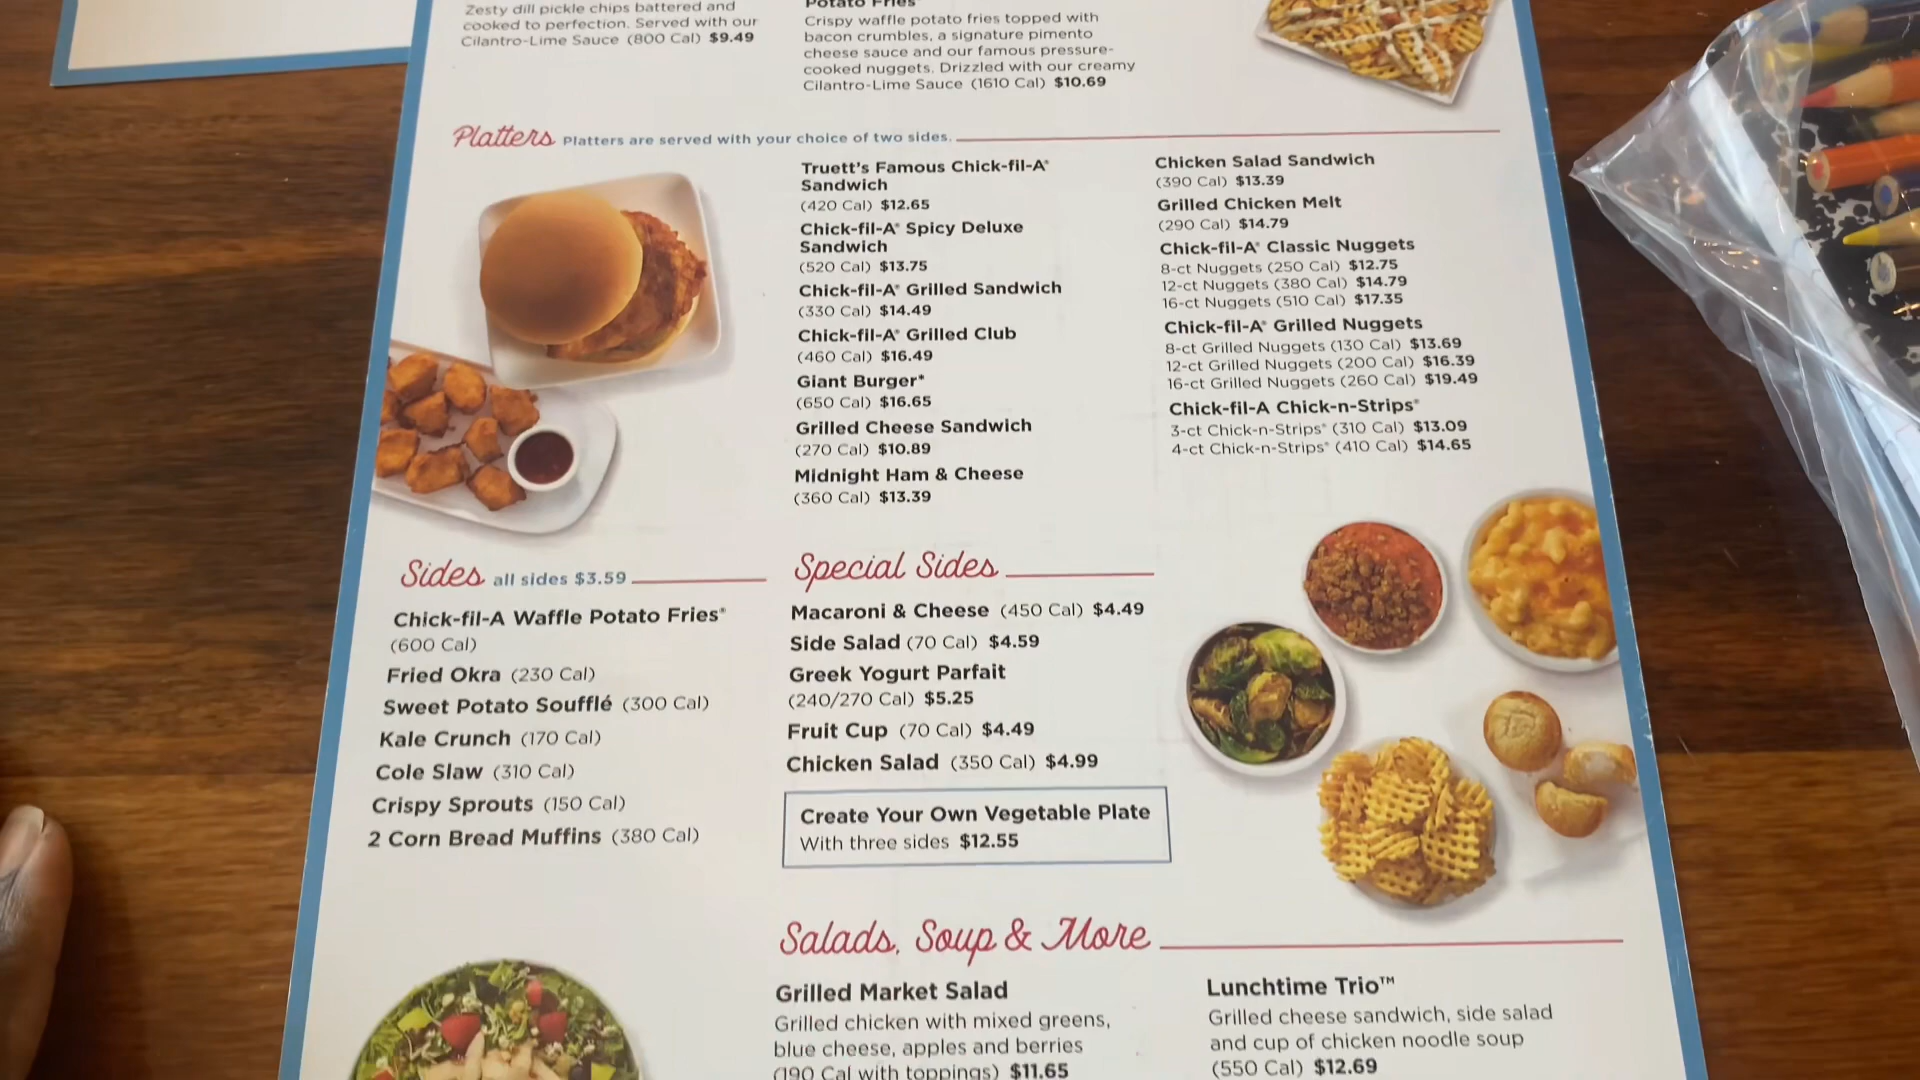 Zesty dill pickle chips battered and
cooked to perfection. Served with our
Cilantro-Lime Sauce (800 Cal) $9.49
Potato Fries
Crispy waffle potato fries topped with
bacon crumbles, a signature pimento
cheese sauce and our famous pressure-
cooked nuggets. Drizzled with our creamy
Cilantro-Lime Sauce (1610 Cal) $10.69
Platters Platters are served with your choice of two sides.
Truett's Famous Chick-fil-A®
Sandwich
(420 Cal) $12.65
Chick-fil-A® Spicy Deluxe
Sandwich
(520 Cal) $13.75
Chick-fil-A® Grilled Sandwich
(330 Cal) $14.49
Chick-fil-A® Grilled Club
(460 Cal) $16.49
Giant Burger*
(650 Cal) $16.65
Grilled Cheese Sandwich
(270 Cal) $10.89
Midnight Ham & Cheese
(360 Cal) $13.39
Chicken Salad Sandwich
(390 Cal) $13.39
Grilled Chicken Melt
(290 Cal) $14.79
Chick-fil-A® Classic Nuggets
8-ct Nuggets (250 Cal) $12.75
12-ct Nuggets (380 Cal) $14.79
16-ct Nuggets (510 Cal) $17.35
Chick-fil-A® Grilled Nuggets
8-ct Grilled Nuggets (130 Cal) $13.69
12-ct Grilled Nuggets (200 Cal) $16.39
16-ct Grilled Nuggets (260 Cal) $19.49
Chick-fil-A Chick-n-Strips®
3-ct Chick-n-Strips® (310 Cal) $13.09
4-ct Chick-n-Strips® (410 Cal) $14.65
Sides all sides $3.59
Chick-fil-A Waffle Potato Fries®
(600 Cal)
Fried Okra (230 Cal)
Sweet Potato Soufflé (300 Cal)
Kale Crunch (170 Cal)
Cole Slaw (310 Cal)
Crispy Sprouts (150 Cal)
2 Corn Bread Muffins (380 Cal)
Special Sides
Macaroni & Cheese (450 Cal) $4.49
Side Salad (70 Cal) $4.59
Greek Yogurt Parfait
(240/270 Cal) $5.25
Fruit Cup (70 Cal) $4.49
Chicken Salad (350 Cal) $4.99
Create Your Own Vegetable Plate
With three sides $12.55
Salads, Soup & More
Grilled Market Salad
Grilled chicken with mixed greens,
blue cheese, apples and berries
(190 Cal with toppings) $11.65
Lunchtime Trio™
Grilled cheese sandwich, side salad
and cup of chicken noodle soup
(550 Cal) $12.69